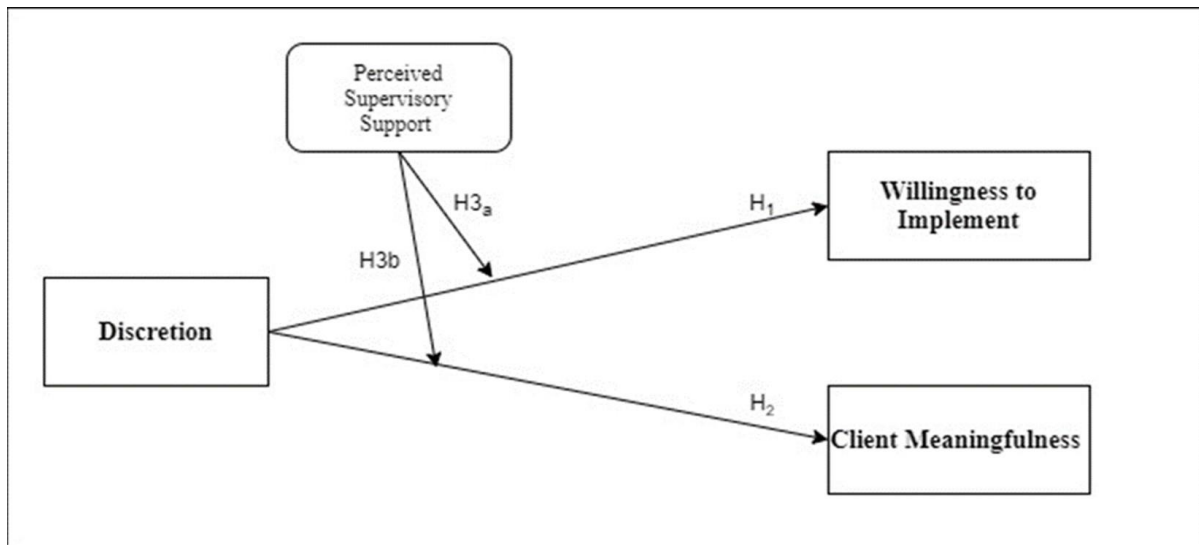 Perceived
Supervisory
Support
H3a
H1
Willingness to
Implement
H3b
Discretion
H2
Client Meaningfulness